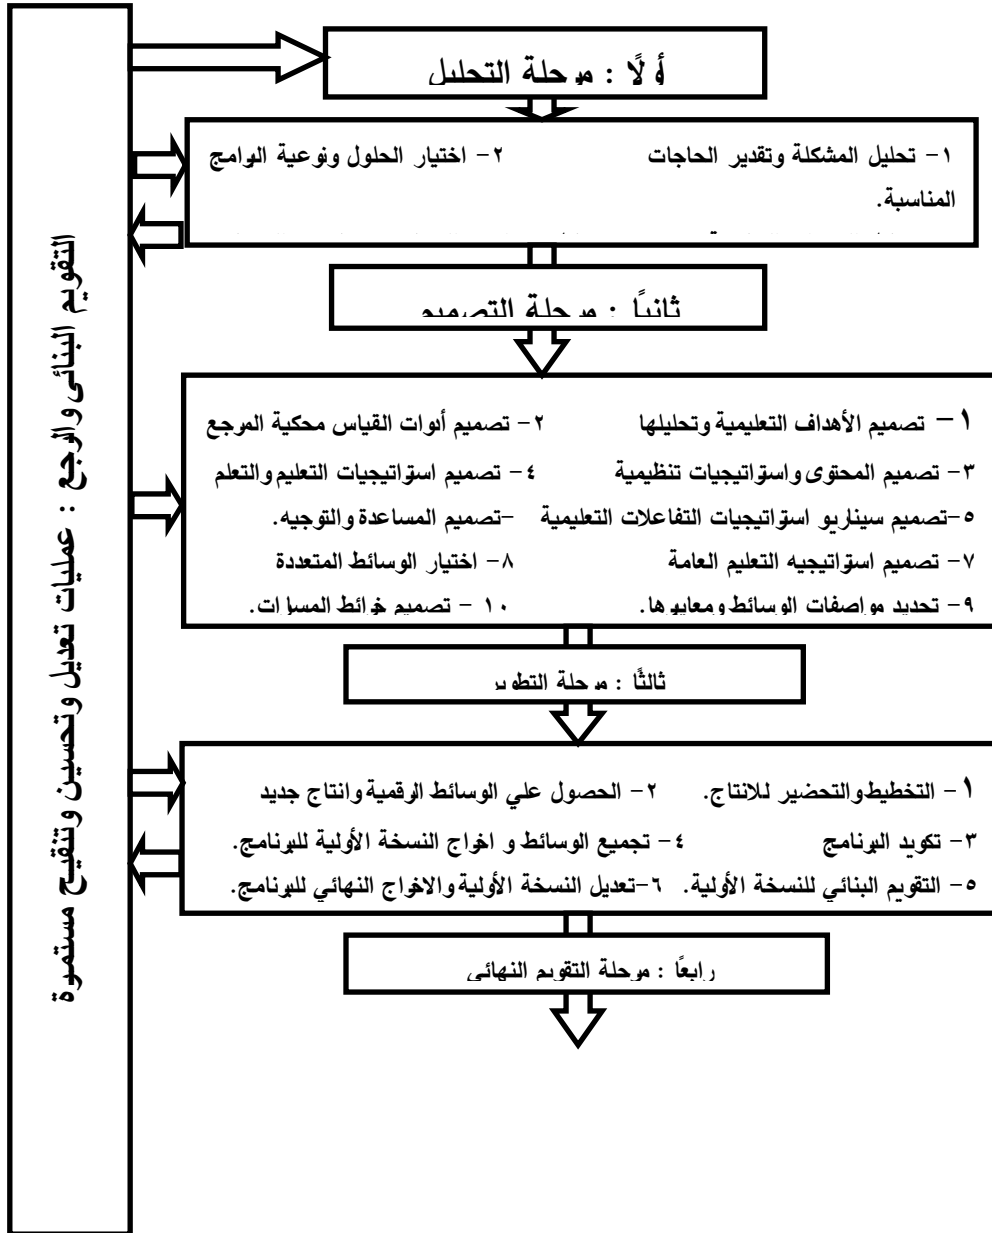 أولًا : مرحلة التحليل
١- تحليل المشكلة وتقدير الحاجات ٢- اختيار الحلول ونوعية البرامج
المناسبة.
ثانيًا : مرحلة التصميم
١- تصميم الأهداف التعليمية وتحليلها ٢- تصميم أدوات القياس محكية المرجع
٣- تصميم المحتوى واستراتيجيات تنظيمية ٤- تصميم استراتيجيات التعليم والتعلم
٥-تصميم سيناريو استراتيجيات التفاعلات التعليمية -تصميم المساعدة والتوجيه.
٧- تصميم استراتيجيه التعليم العامة ٨- اختيار الوسائط المتعددة
٩- تحديد مواصفات الوسائط ومعاييرها. ١٠ - تصميم خرائط المسارات.
ثالثًا : مرحلة التطوير
١- التخطيط والتحضير للانتاج. ٢- الحصول علي الوسائط الرقمية وانتاج جديد
٣- تكويد البرنامج ٤- تجميع الوسائط و اخراج النسخة الأولية للبرنامج.
٥- التقويم البنائي للنسخة الأولية. ٦-تعديل النسخة الأولية والاخراج النهائي للبرنامج.
رابعًا : مرحلة التقويم النهائي
التقويم البنائى والرجع : عمليات تعديل وتحسين وتنقيح مستمرة